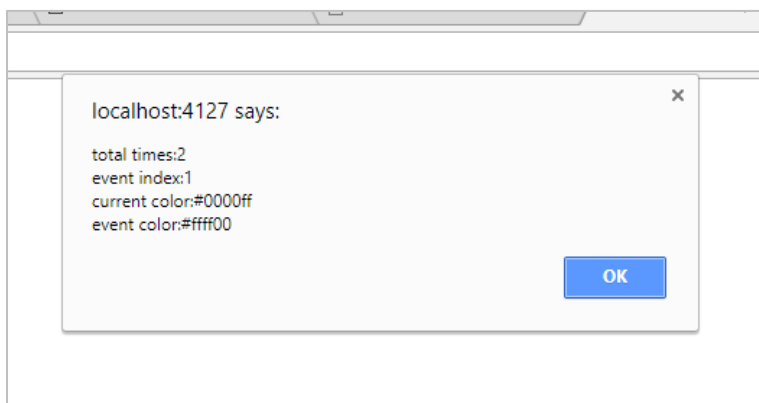 localhost:4127 says:
total times:2
event index:1
current color:#0000ff
event color:#ffff00
OK